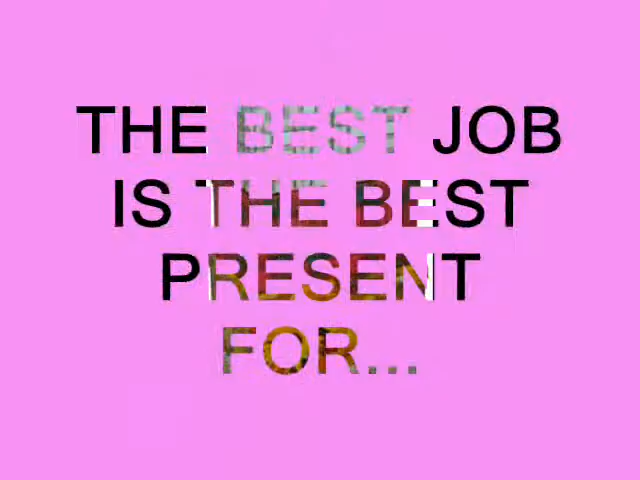 THE BEST JOB
IS THE BEST
PRESENT
FOR...